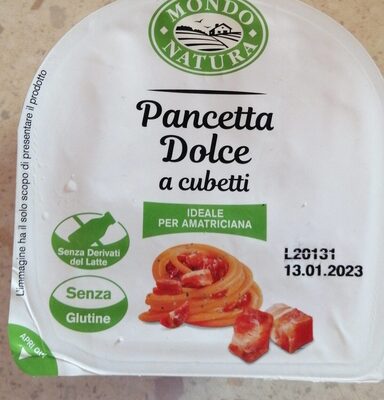 MONDO
NATURA
Pancetta
Dolce
a cubetti
IDEALE
PER AMATRICIANA
L'immagine ha il solo scopo di presentare il prodotto
Senza Derivati
del Latte
Senza
Glutine
L20131
13.01.2023
APRI QUI